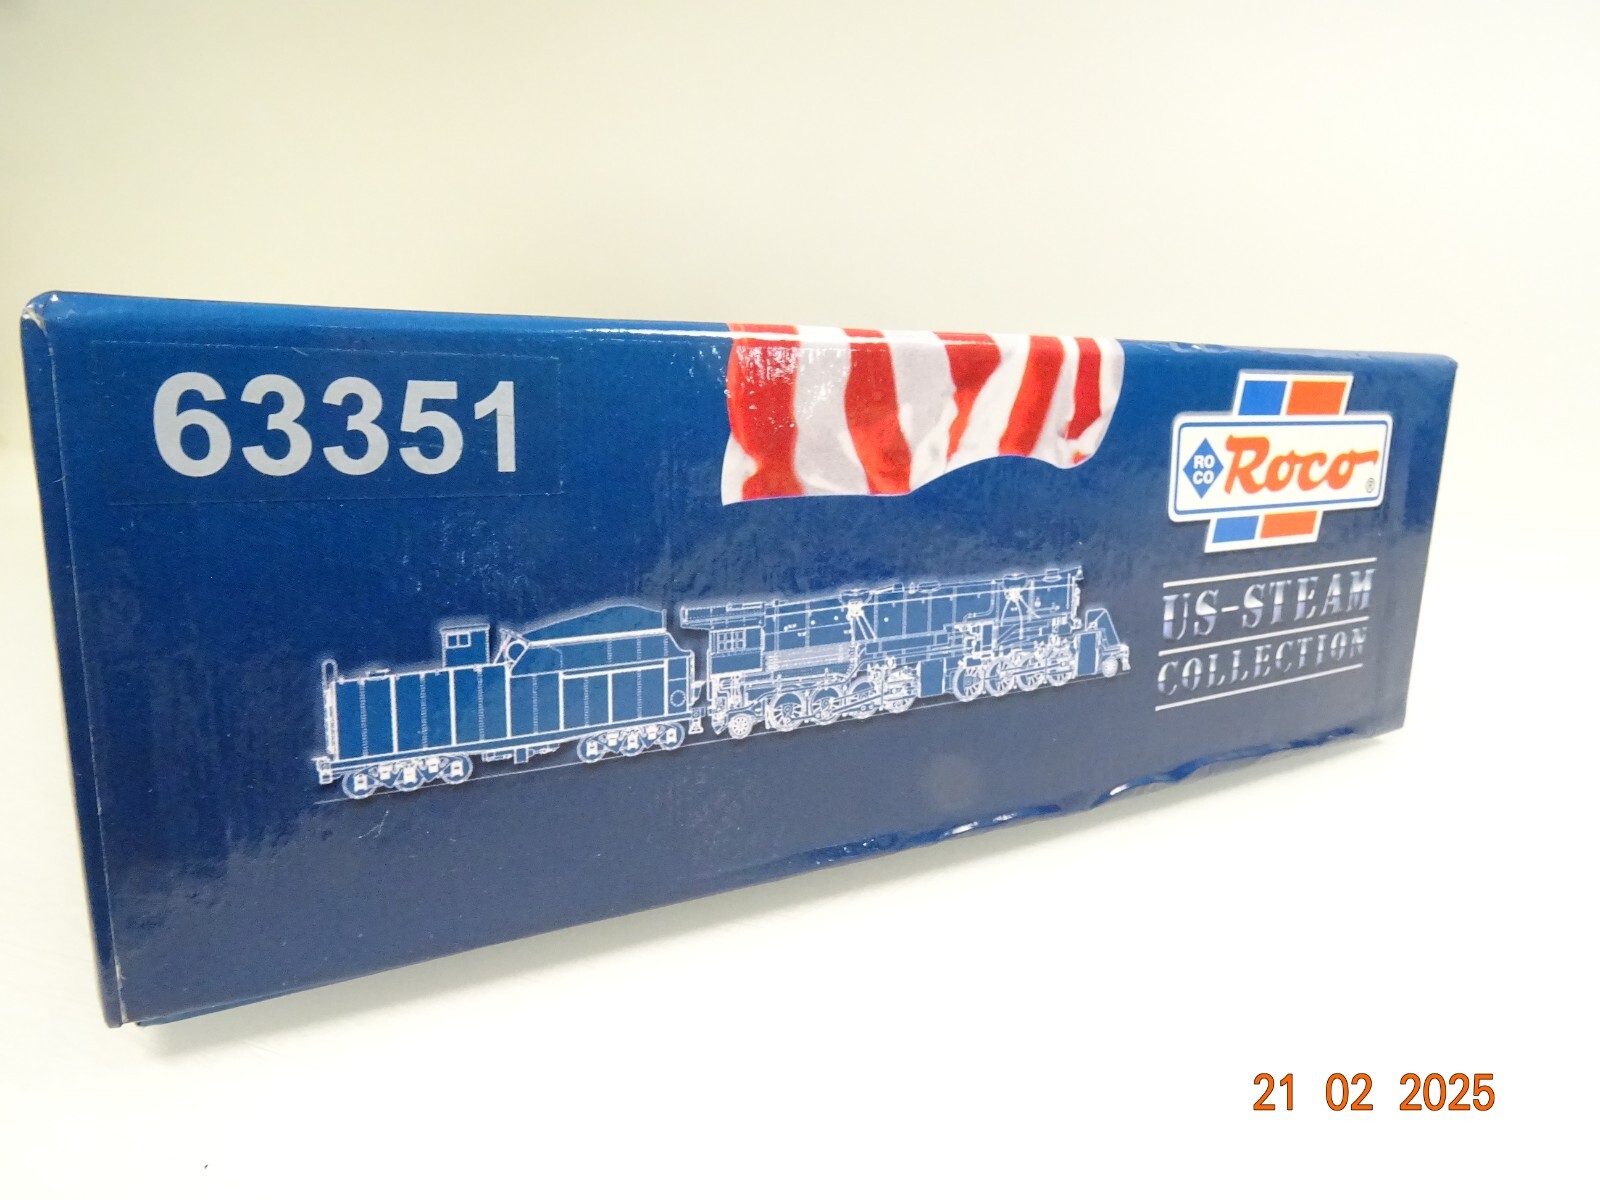 63351
RO
CO
Roco®
US-STEAM
COLLECTION
21 02 2025